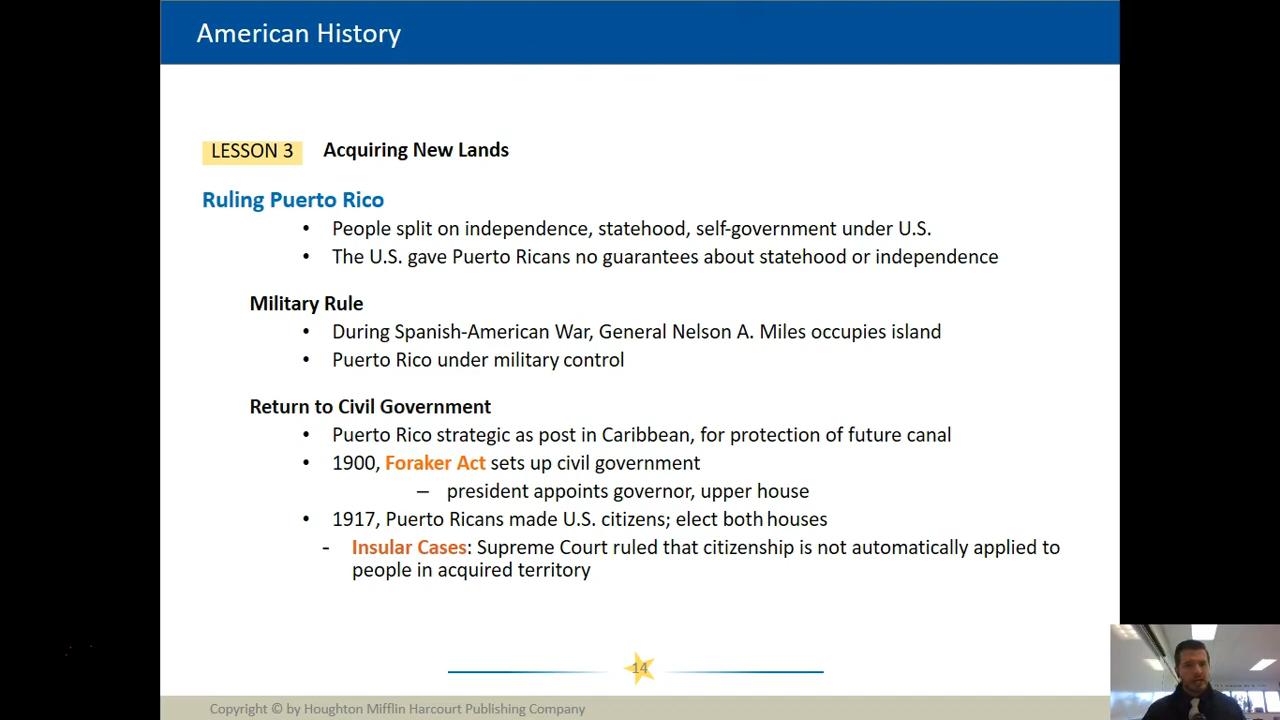 American History
LESSON 3 Acquiring New Lands
Ruling Puerto Rico
• People split on independence, statehood, self-government under U.S.
• The U.S. gave Puerto Ricans no guarantees about statehood or independence
Military Rule
• During Spanish-American War, General Nelson A. Miles occupies island
• Puerto Rico under military control
Return to Civil Government
• Puerto Rico strategic as post in Caribbean, for protection of future canal
• 1900, Foraker Act sets up civil government
– president appoints governor, upper house
• 1917, Puerto Ricans made U.S. citizens; elect both houses
- Insular Cases: Supreme Court ruled that citizenship is not automatically applied to
people in acquired territory
14
Copyright © by Houghton Mifflin Harcourt Publishing Company